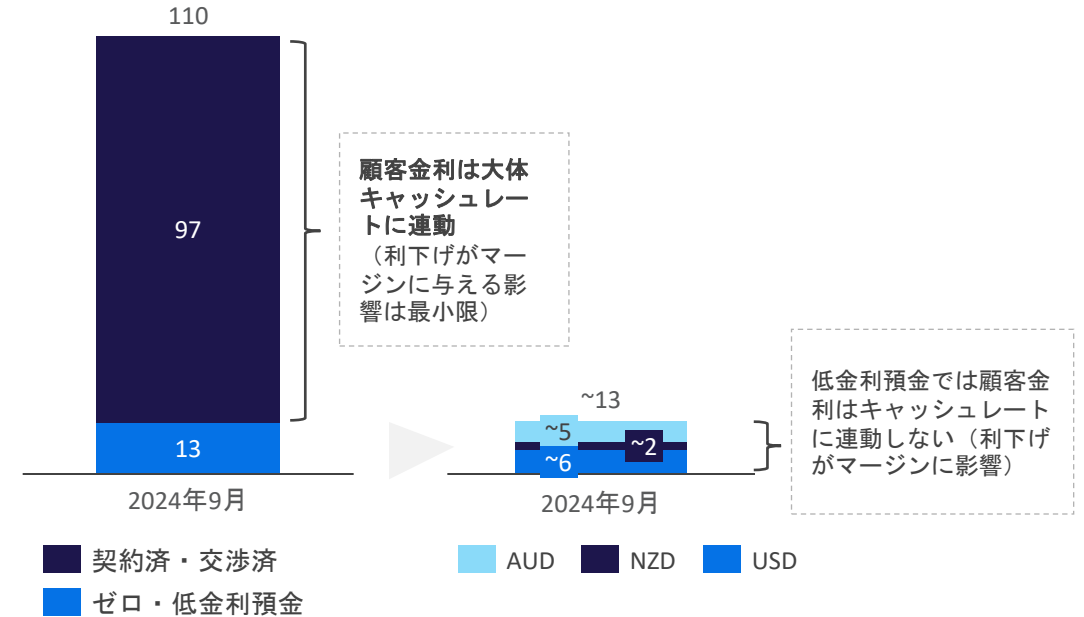 110
97
13
2024年9月
顧客金利は大体
キャッシュレー
トに連動
（利下げがマー
ジンに与える影
響は最小限）
~13
~5
~2
~6
2024年9月
低金利預金では顧客金
利はキャッシュレート
に連動しない（利下げ
がマージンに影響）
契約済・交渉済
ゼロ・低金利預金
AUD
NZD
USD